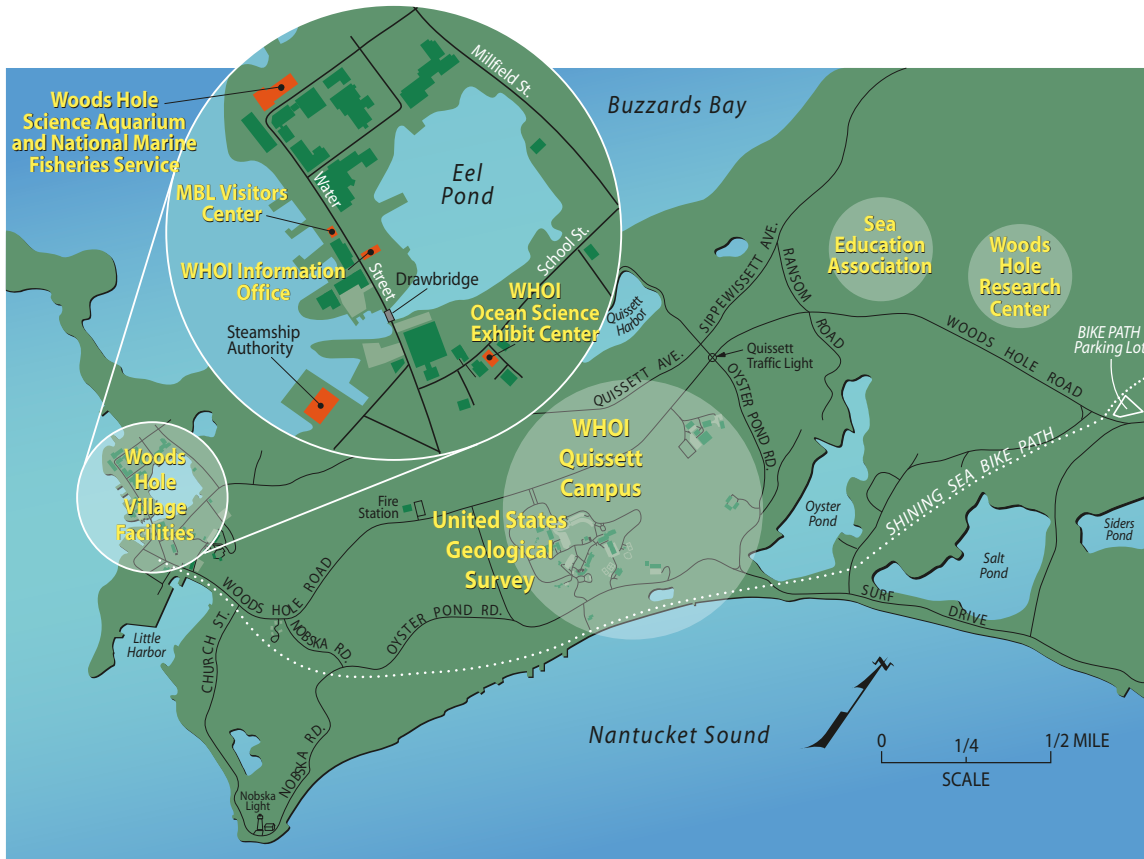 Millfield St.
Buzzards Bay
Woods Hole
Science Aquarium
and National Marine
Fisheries Service
Eel
Pond
Water
Street
MBL Visitors
Center
WHOI Information
Office
Drawbridge
School St.
WHOI
Ocean Science
Exhibit Center
Steamship
Authority
Quissett
Harbor
SIPPEWISSETT AVE.
RANSOM
ROAD
Sea
Education
Association
Woods
Hole
Research
Center
WOODS HOLE ROAD
BIKE PATH
Parking Lot
Quissett
Traffic Light
QUISSETT AVE.
OYSTER POND RD.
WHOI
Quissett
Campus
United States
Geological
Survey
SHINING SEA BIKE PATH
Woods
Hole
Village
Facilities
Fire
Station
Oyster
Pond
Salt
Pond
Siders
Pond
WOODS HOLE ROAD
NOBSKA RD.
OYSTER POND RD.
SURF DRIVE
CHURCH ST.
Little
Harbor
NOBSKA RD.
Nobska
Light
Nantucket Sound
N
0
1/4
1/2 MILE
SCALE